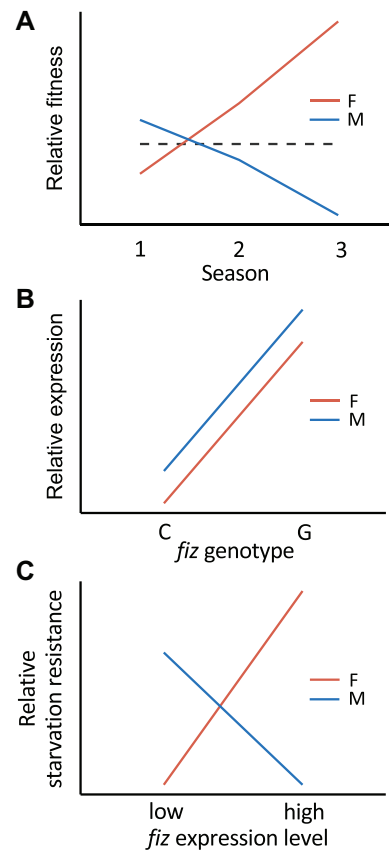 A
Relative fitness
F
M
1 2 3
Season
B
Relative expression
F
M
C G
fiz genotype
C
Relative
starvation resistance
F
M
low high
fiz expression level